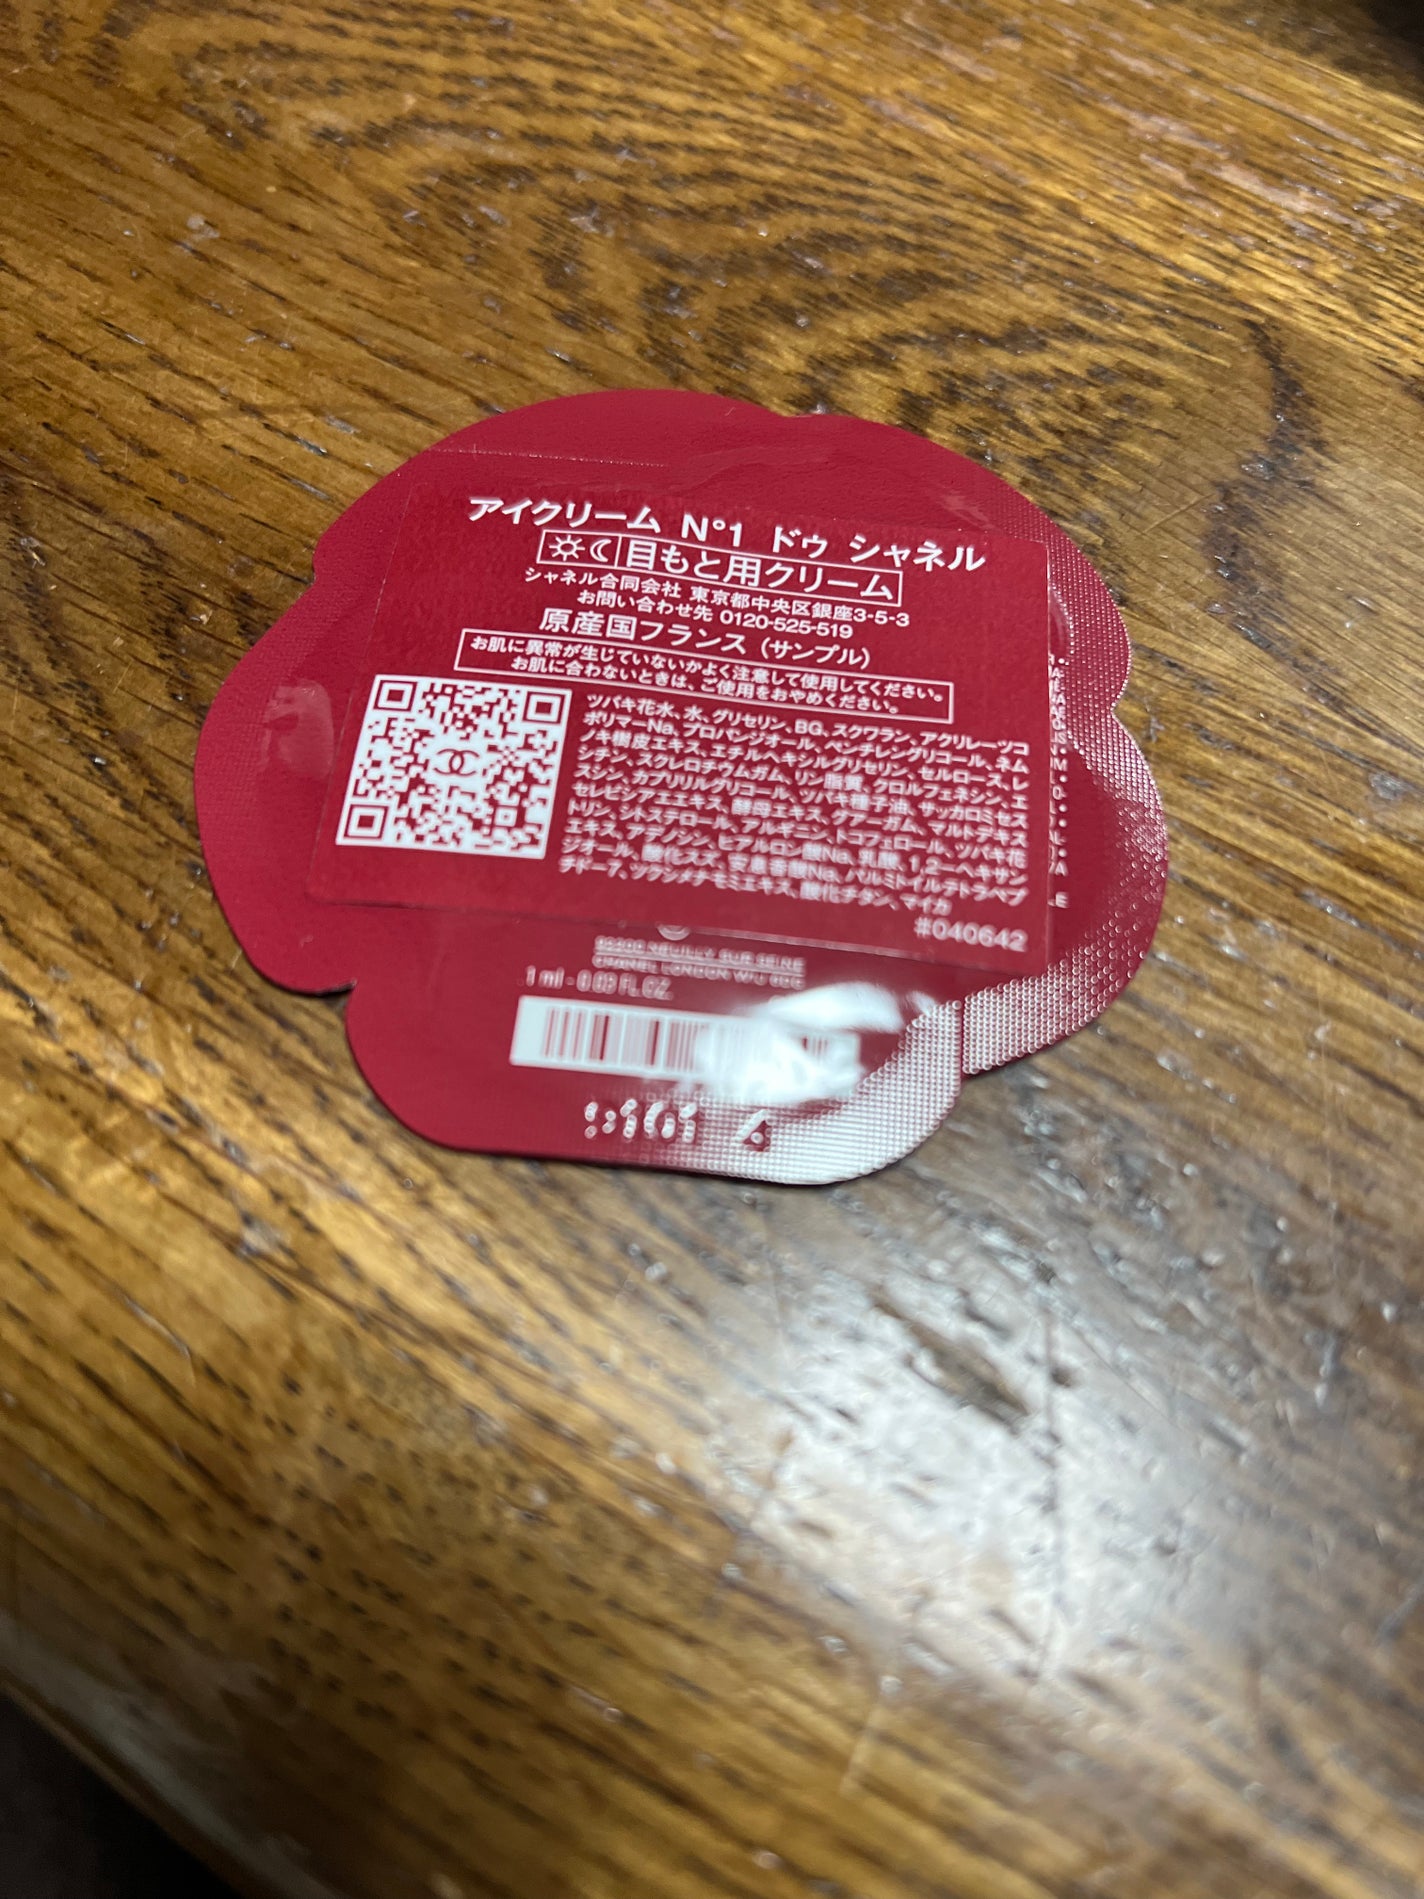 アイクリーム N°1 ドゥ シャネル
目もと用クリーム
シャネル合同会社 東京都中央区銀座3-5-3
お問い合わせ先 0120-525-519
原産国フランス (サンプル)
お肌に異常が生じていないかよく注意して使用してください。
お肌に合わないときは、ご使用をおやめください。
ツバキ花水、水、グリセリン、BG、スクワラン、アクリレーツコ
ポリマーNa、プロパンジオール、ペンチレングリコール、ネム
ノキ樹皮エキス、エチルヘキシルグリセリン、セルロース、レ
シチン、スクレロチウムガム、リン脂質、クロルフェネシン、エ
スシン、カプリリルグリコール、ツバキ種子油、サッカロミセス
セレビシアエエキス、酵母エキス、グアーガム、マルトデキス
トリン、シトステロール、アルギニン、トコフェロール、ツバキ花
エキス、アデノシン、ヒアルロン酸Na、乳酸、1,2-ヘキサン
ジオール、酸化スズ、安息香酸Na、パルミトイルテトラペプ
チド-7、ツクシメナモミエキス、酸化チタン、マイカ
#040642
92200 NEUILLY SUR SEINE
CHANEL LONDON W1J 6DG
1 ml - 0.03 FL. OZ.